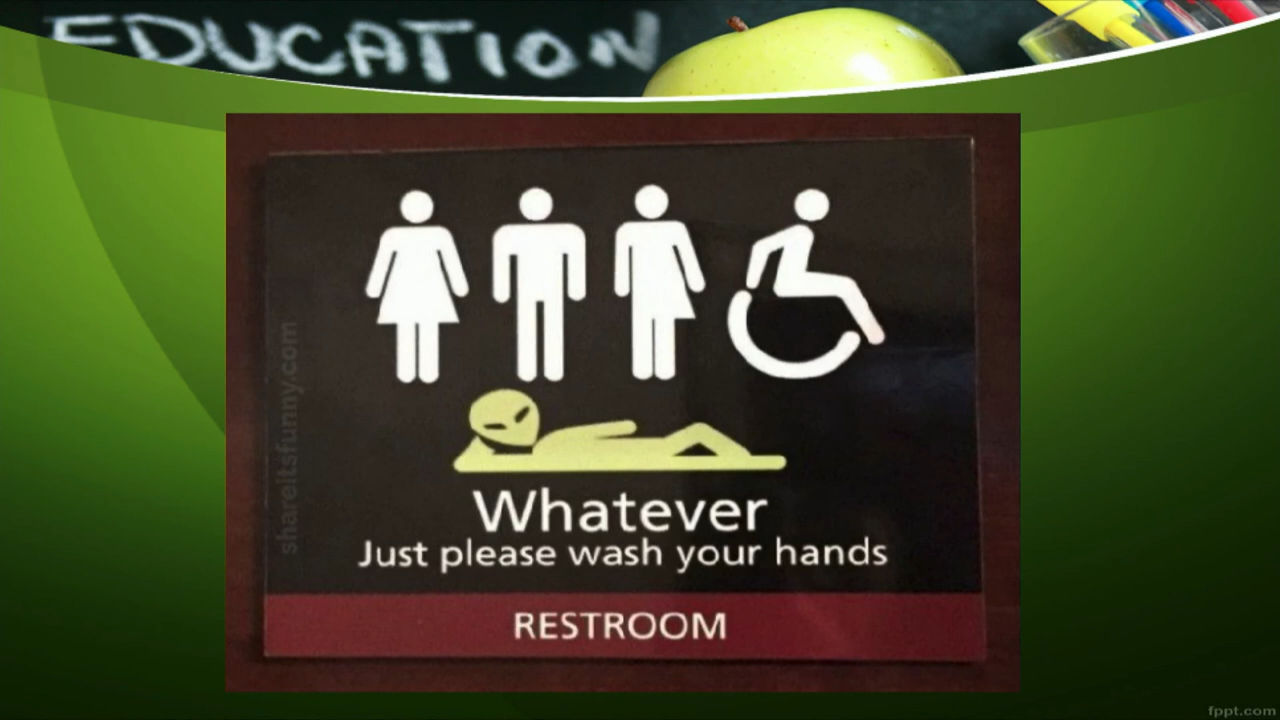 EDUCATION
shareitsfunny.com
Whatever
Just please wash your hands
RESTROOM
fppt.com